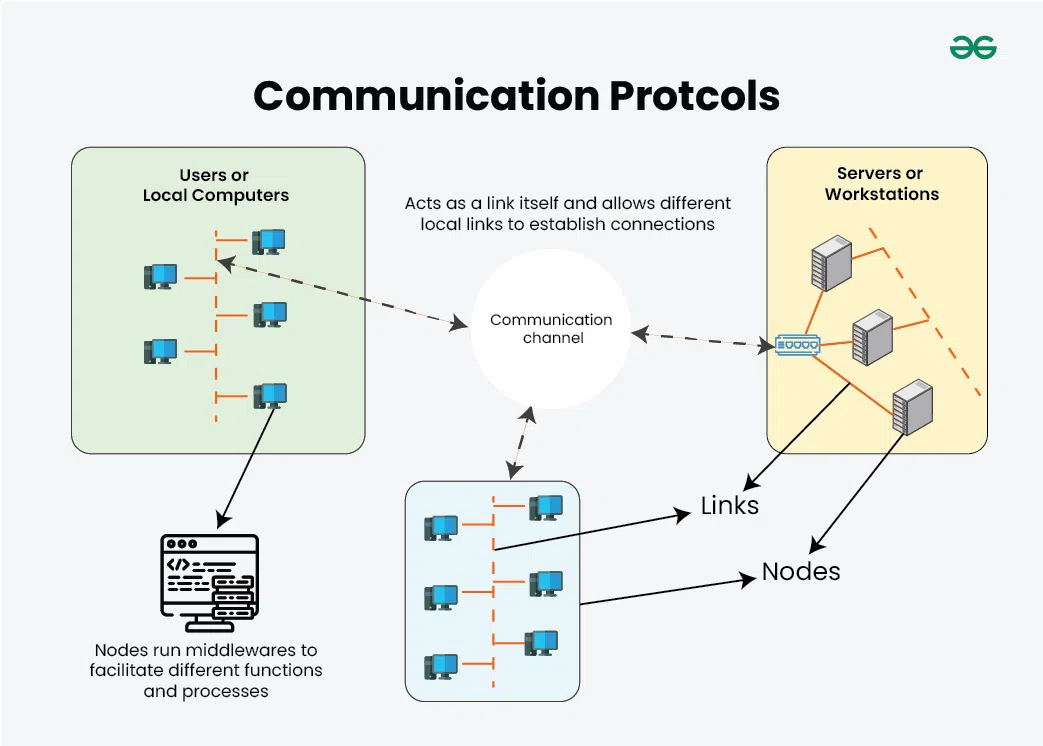 Communication Protcols
Users or
Local Computers
Acts as a link itself and allows different
local links to establish connections
Servers or
Workstations
Communication
channel
Links
Nodes
Nodes run middlewares to
facilitate different functions
and processes